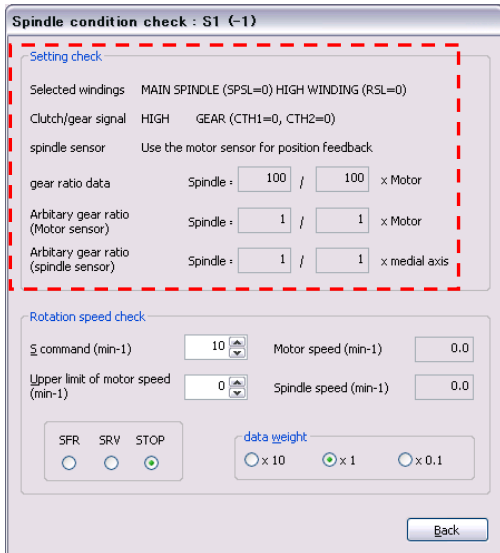 Spindle condition check : S1 (-1)
Setting check
Selected windings MAIN SPINDLE (SPSL=0) HIGH WINDING (RSL=0)
Clutch/gear signal HIGH GEAR (CTH1=0, CTH2=0)
spindle sensor Use the motor sensor for position feedback
gear ratio data Spindle = 100 / 100 x Motor
Arbitary gear ratio
(Motor sensor) Spindle = 1 / 1 x Motor
Arbitary gear ratio
(spindle sensor) Spindle = 1 / 1 x medial axis
Rotation speed check
S command (min-1) 10 Motor speed (min-1) 0.0
Upper limit of motor speed
(min-1) 0 Spindle speed (min-1) 0.0
SFR SRV STOP
data weight
x 10 x 1 x 0.1
Back